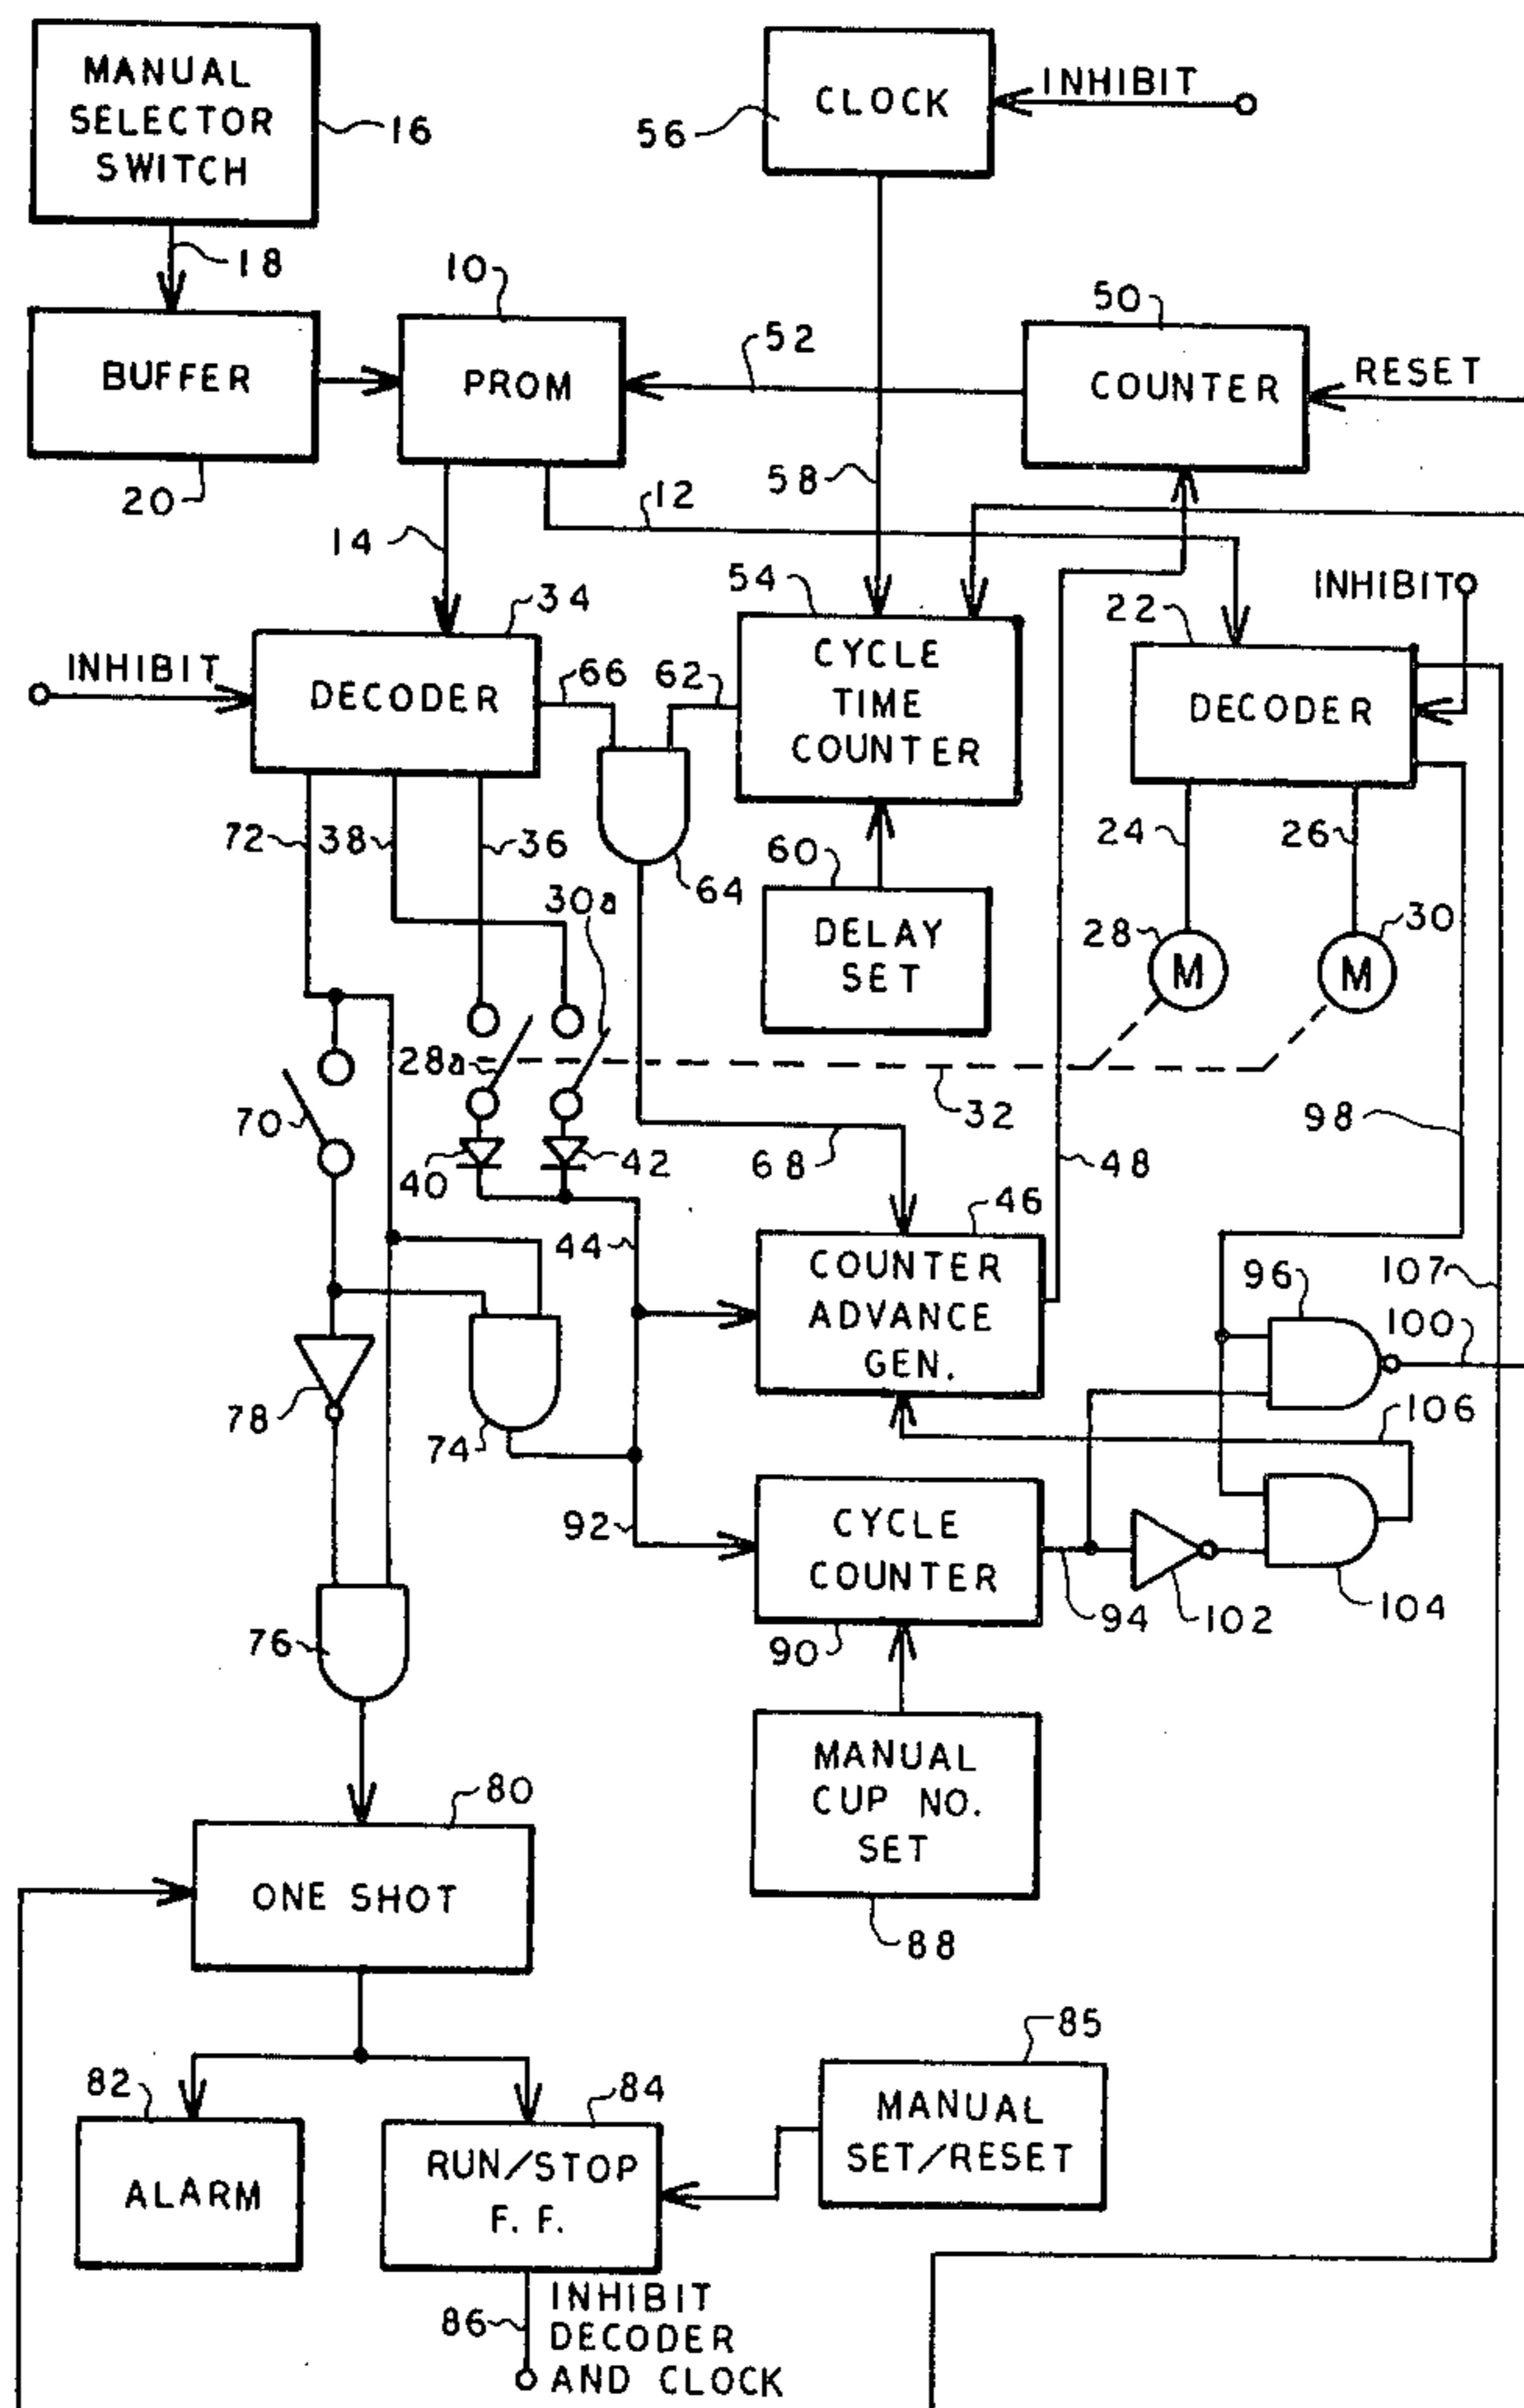 MANUAL
SELECTOR
SWITCH
16
CLOCK
56
INHIBIT
18
10
50
BUFFER
PROM
52
COUNTER
RESET
20
14
12
58
34
54
22
INHIBIT
INHIBIT
DECODER
66
62
CYCLE
TIME
COUNTER
DECODER
72
38
36
64
60
24
26
30a
DELAY
SET
28
M
M
30
28a
32
70
98
40
42
68
48
44
46
COUNTER
ADVANCE
GEN.
96
107
100
78
74
106
92
CYCLE
COUNTER
94
102
104
76
90
MANUAL
CUP NO.
SET
80
ONE SHOT
88
85
82
84
MANUAL
SET/RESET
ALARM
RUN/STOP
F. F.
86
INHIBIT
DECODER
AND CLOCK